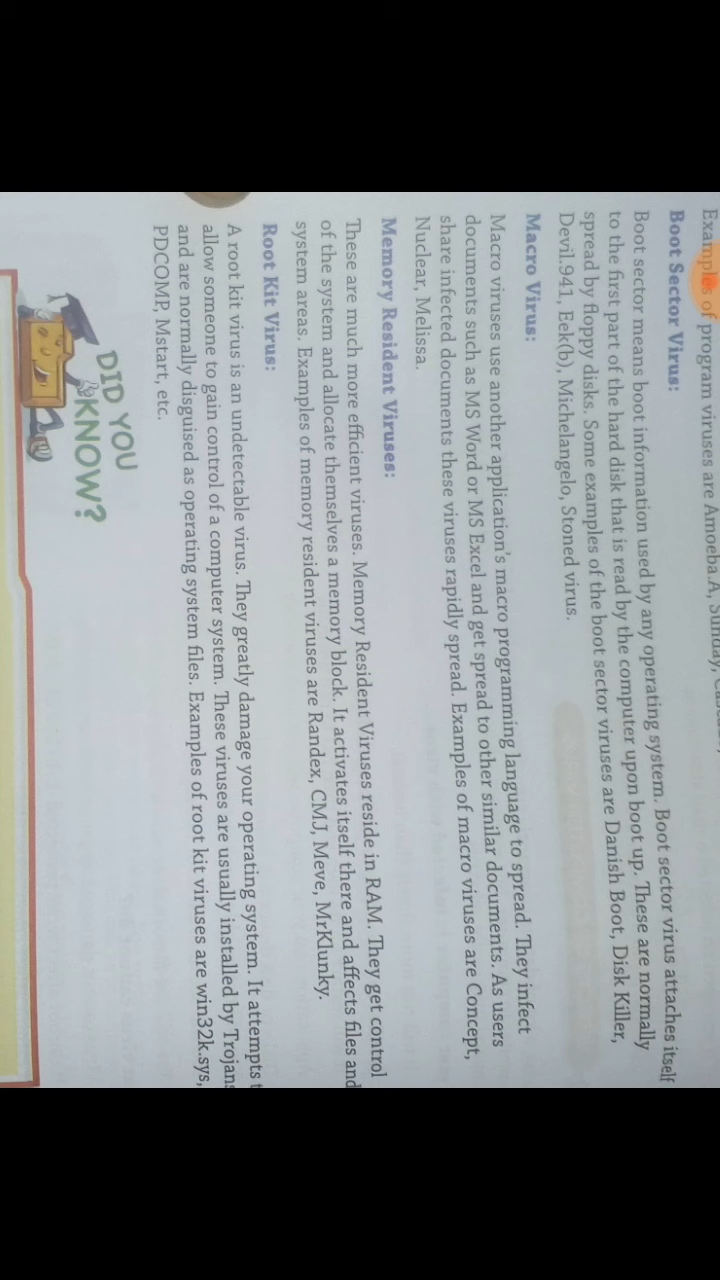 Examples of program viruses are Amoeba.A, Sunday,
Boot Sector Virus:
Boot sector means boot information used by any operating system. Boot sector virus attaches itself
to the first part of the hard disk that is read by the computer upon boot up. These are normally
spread by floppy disks. Some examples of the boot sector viruses are Danish Boot, Disk Killer,
Devil.941, Eek(b), Michelangelo, Stoned virus.
Macro Virus:
Macro viruses use another application's macro programming language to spread. They infect
documents such as MS Word or MS Excel and get spread to other similar documents. As users
share infected documents these viruses rapidly spread. Examples of macro viruses are Concept,
Nuclear, Melissa.
Memory Resident Viruses:
These are much more efficient viruses. Memory Resident Viruses reside in RAM. They get control
of the system and allocate themselves a memory block. It activates itself there and affects files and
system areas. Examples of memory resident viruses are Randex, CMJ, Meve, MrKlunky.
Root Kit Virus:
A root kit virus is an undetectable virus. They greatly damage your operating system. It attempts t
allow someone to gain control of a computer system. These viruses are usually installed by Trojans
and are normally disguised as operating system files. Examples of root kit viruses are win32k.sys,
PDCOMP, Mstart, etc.
DID YOU
KNOW?